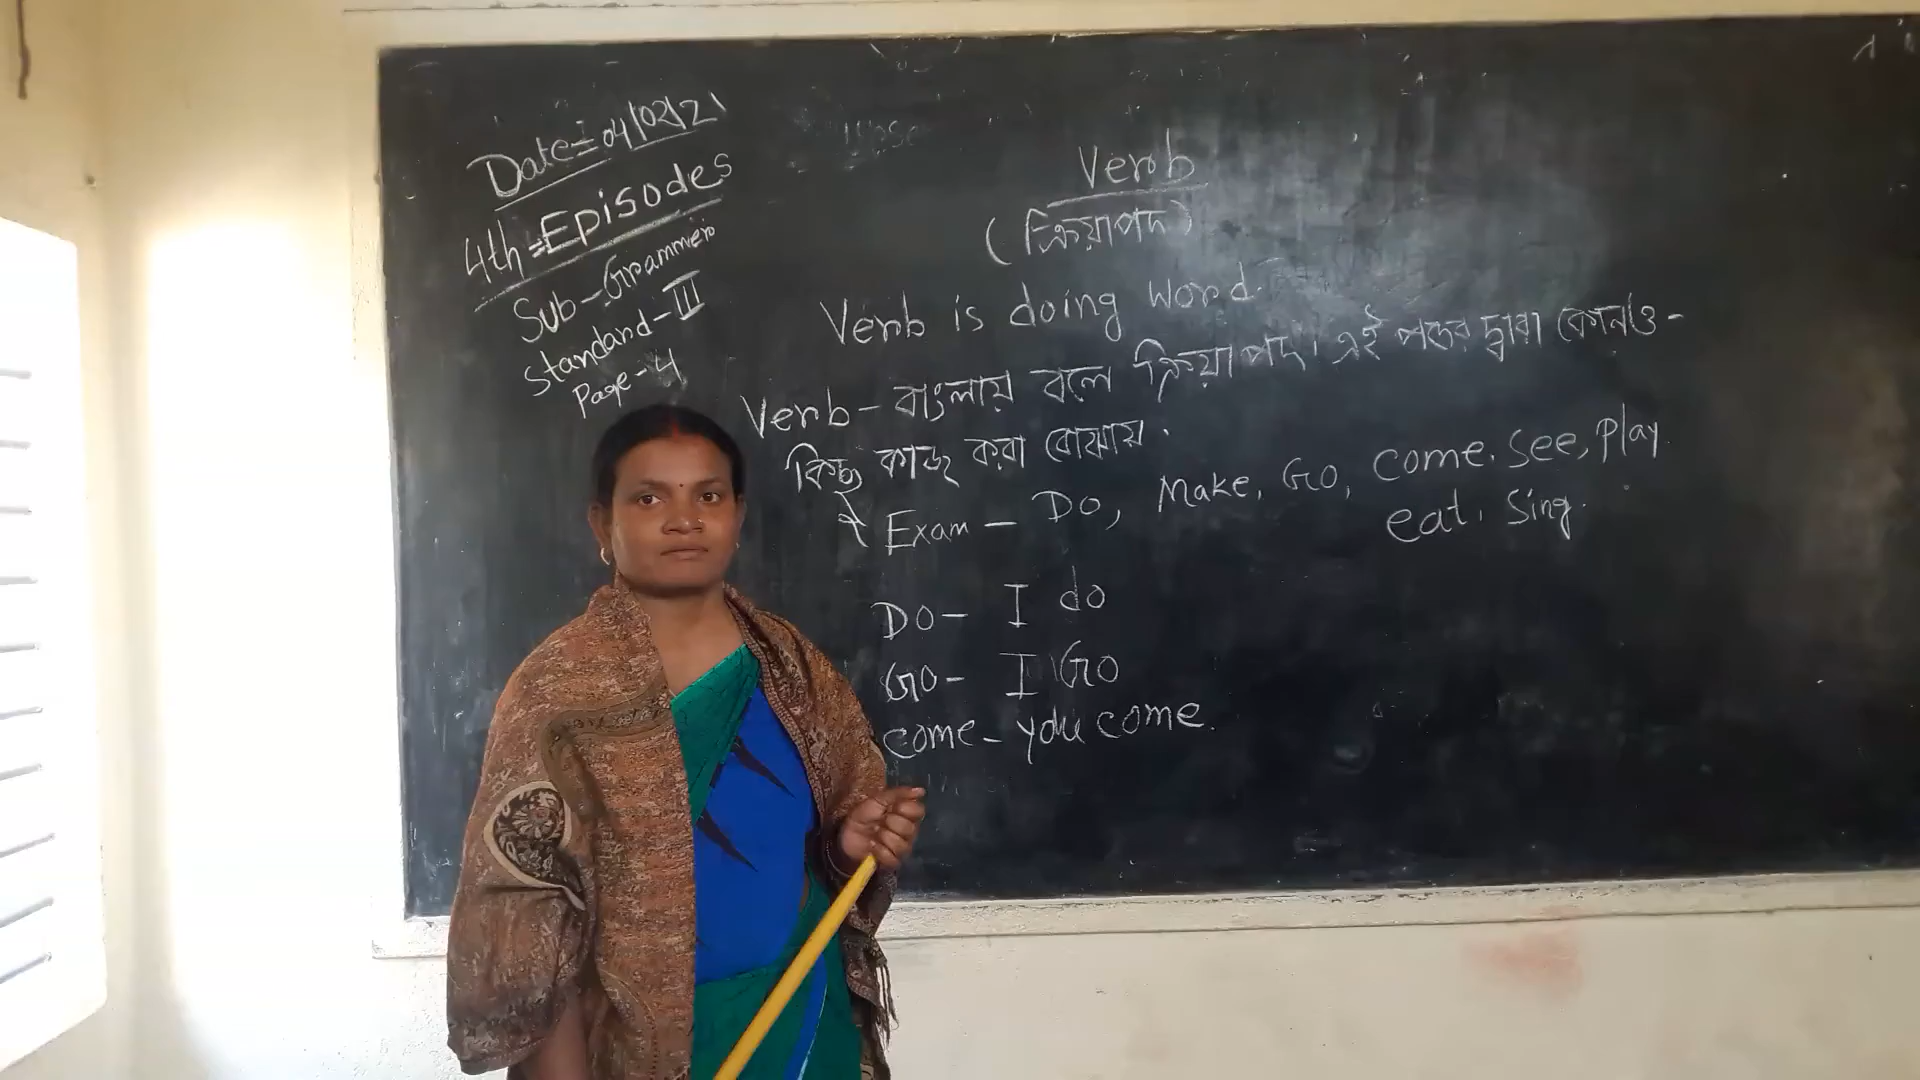 Date = 04/02/21
4th = Episodes
Sub - Grammer
Standard - III
Page - 4
Verb
(ক্রিয়াপদ)
Verb is doing word.
Verb - বাংলায় বলে ক্রিয়া পদ। এই পদের দ্বারা কোনও -
কিছু কাজ করা বোঝায়.
Exam - Do, Make, Go, come, See, Play.
eat, Sing.
Do - I do
Go - I Go
come - you come.